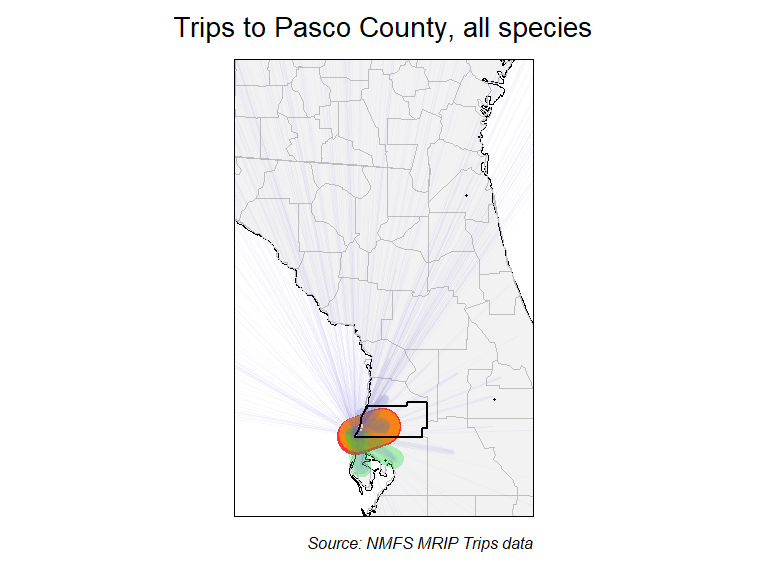 Trips to Pasco County, all species
Source: NMFS MRIP Trips data